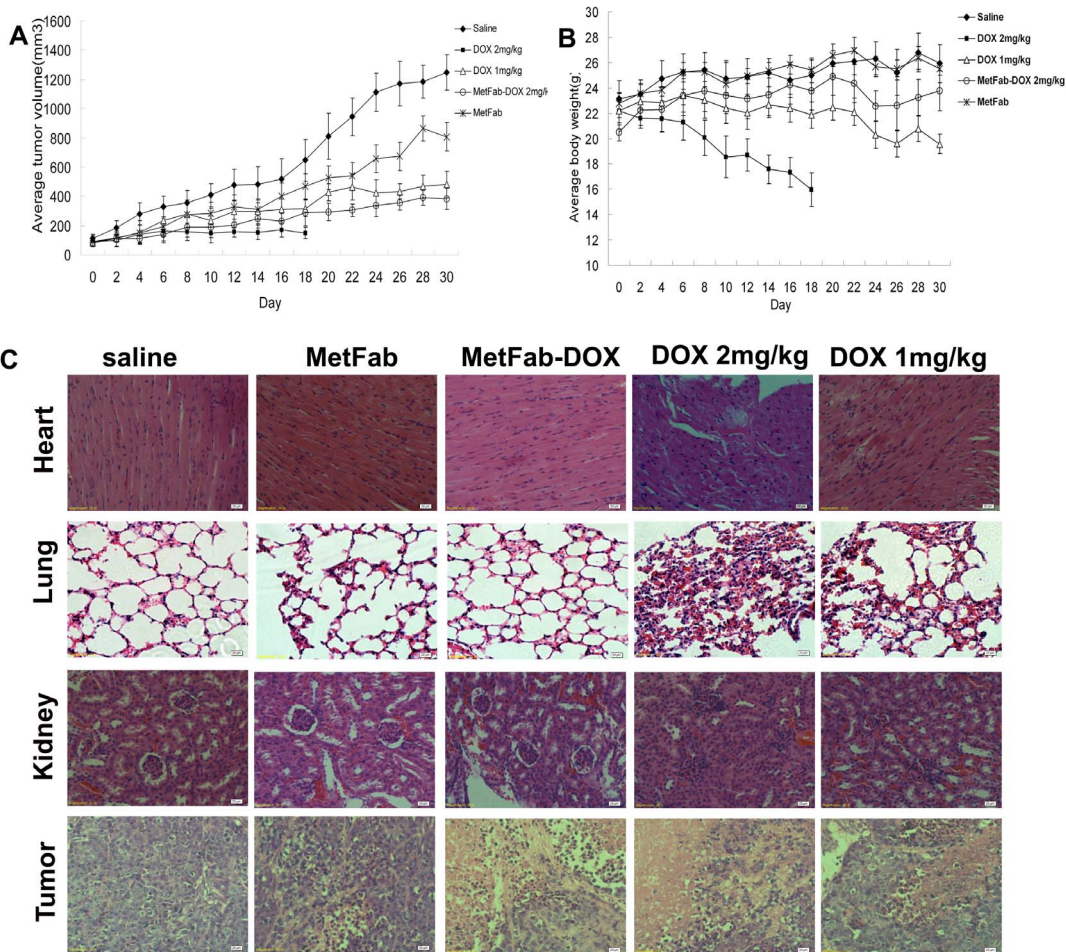 A
Average tumor volume(mm3)
1600
1400
1200
1000
800
600
400
200
0
0 2 4 6 8 10 12 14 16 18 20 22 24 26 28 30
Day
Saline
DOX 2mg/kg
DOX 1mg/kg
MetFab-DOX 2mg/k
MetFab
B
Average body weight(g)
30
28
26
24
22
20
18
16
14
12
10
0 2 4 6 8 10 12 14 16 18 20 22 24 26 28 30
Day
Saline
DOX 2mg/kg
DOX 1mg/kg
MetFab-DOX 2mg/kg
MetFab
C
saline MetFab MetFab-DOX DOX 2mg/kg DOX 1mg/kg
Heart
Lung
Kidney
Tumor